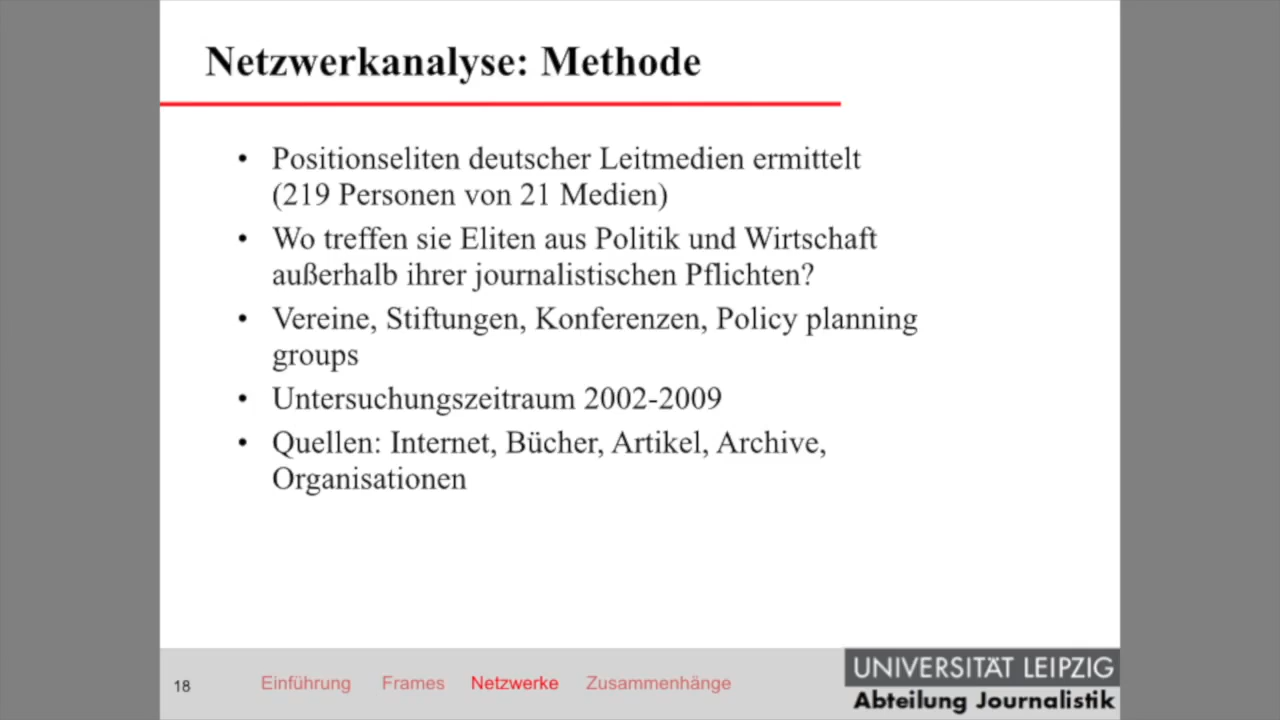 Netzwerkanalyse: Methode
• Positionseliten deutscher Leitmedien ermittelt
(219 Personen von 21 Medien)
• Wo treffen sie Eliten aus Politik und Wirtschaft
außerhalb ihrer journalistischen Pflichten?
• Vereine, Stiftungen, Konferenzen, Policy planning
groups
• Untersuchungszeitraum 2002-2009
• Quellen: Internet, Bücher, Artikel, Archive,
Organisationen
18 Einführung Frames Netzwerke Zusammenhänge
UNIVERSITÄT LEIPZIG
Abteilung Journalistik